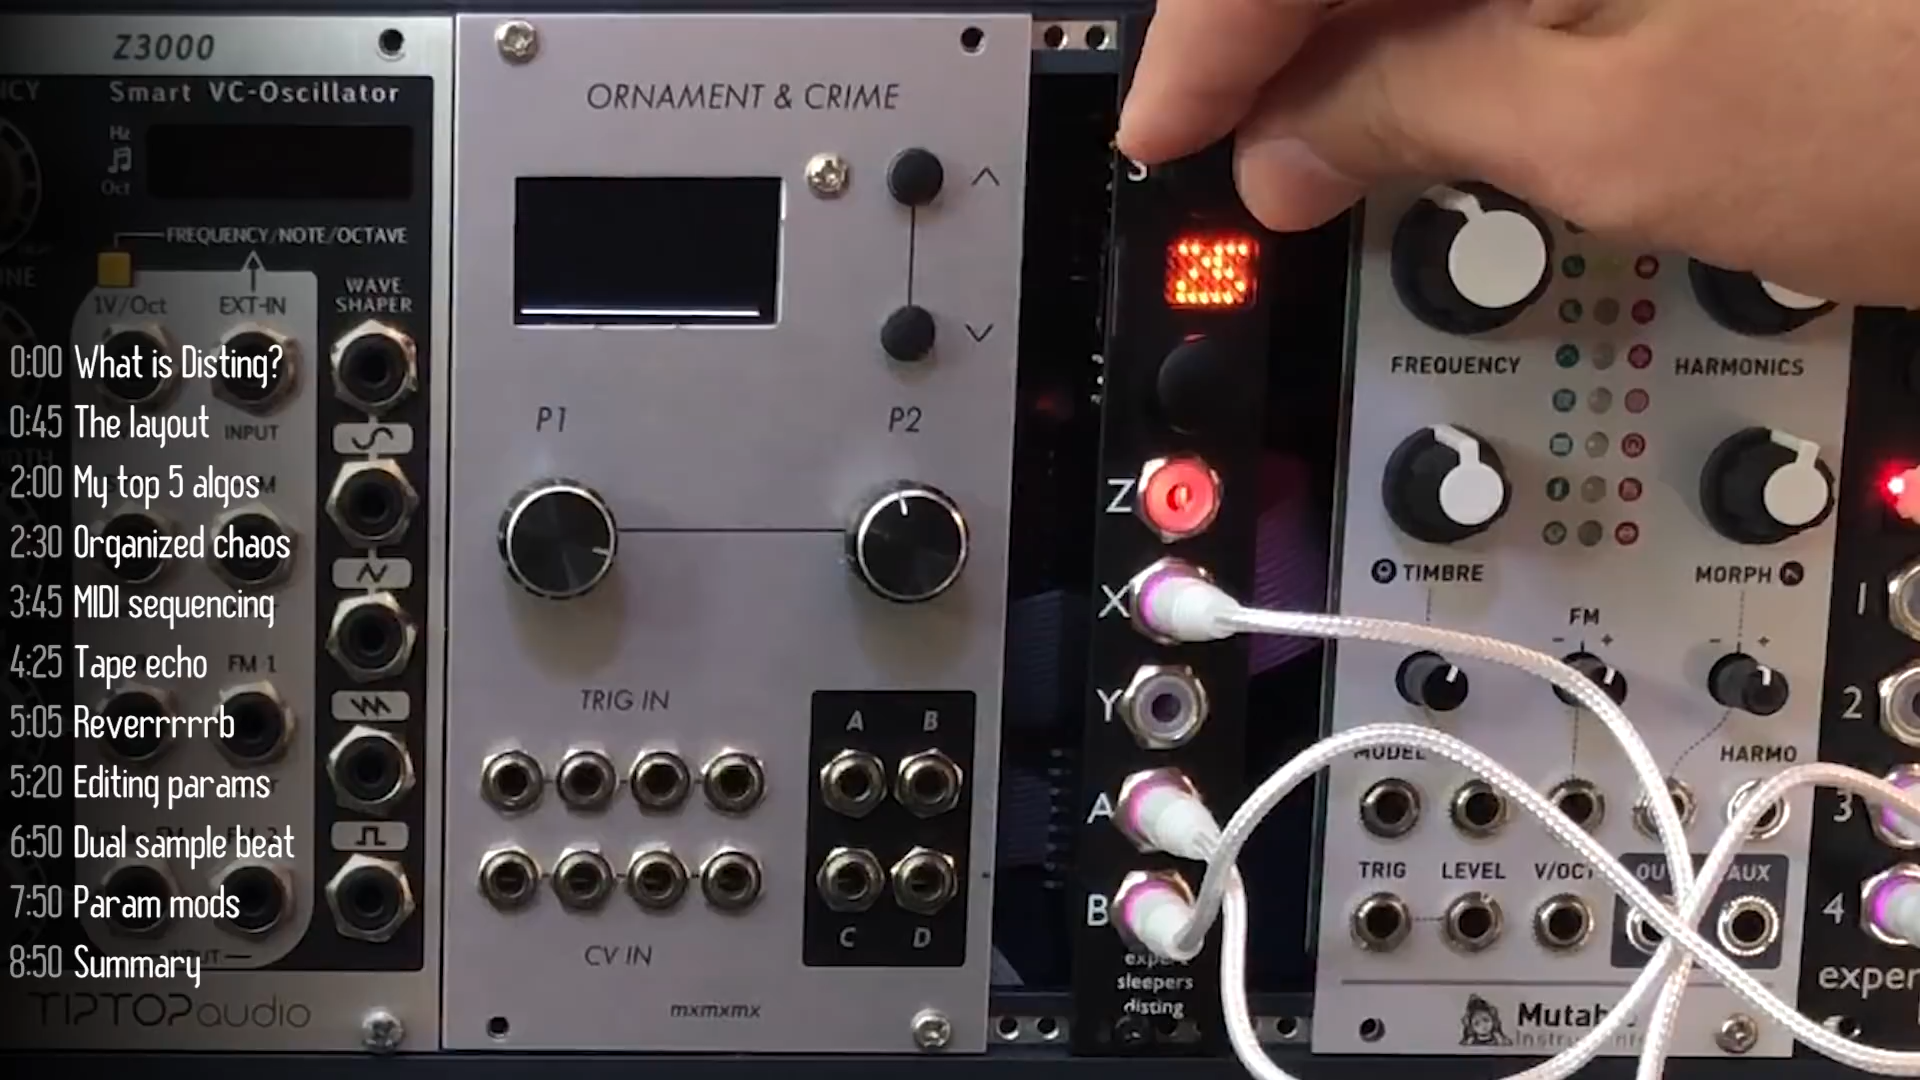 Z3000
Smart VC-Oscillator
Hz
Oct
FREQUENCY/NOTE/OCTAVE
1V/Oct
EXT-IN
WAVE
SHAPER
INPUT
FM 1
TIPTOP audio
0:00 What is Disting?
0:45 The layout
2:00 My top 5 algos
2:30 Organized chaos
3:45 MIDI sequencing
4:25 Tape echo
5:05 Reverrrrrb
5:20 Editing params
6:50 Dual sample beat
7:50 Param mods
8:50 Summary
ORNAMENT & CRIME
P1
P2
TRIG IN
A B
C D
CV IN
mxmxmx
S
Z
X
Y
A
B
expert
sleepers
disting
FREQUENCY
HARMONICS
TIMBRE
MORPH
FM
- +
- +
MODEL
HARMO
TRIG
LEVEL
V/OCT
AUX
1
2
3
4